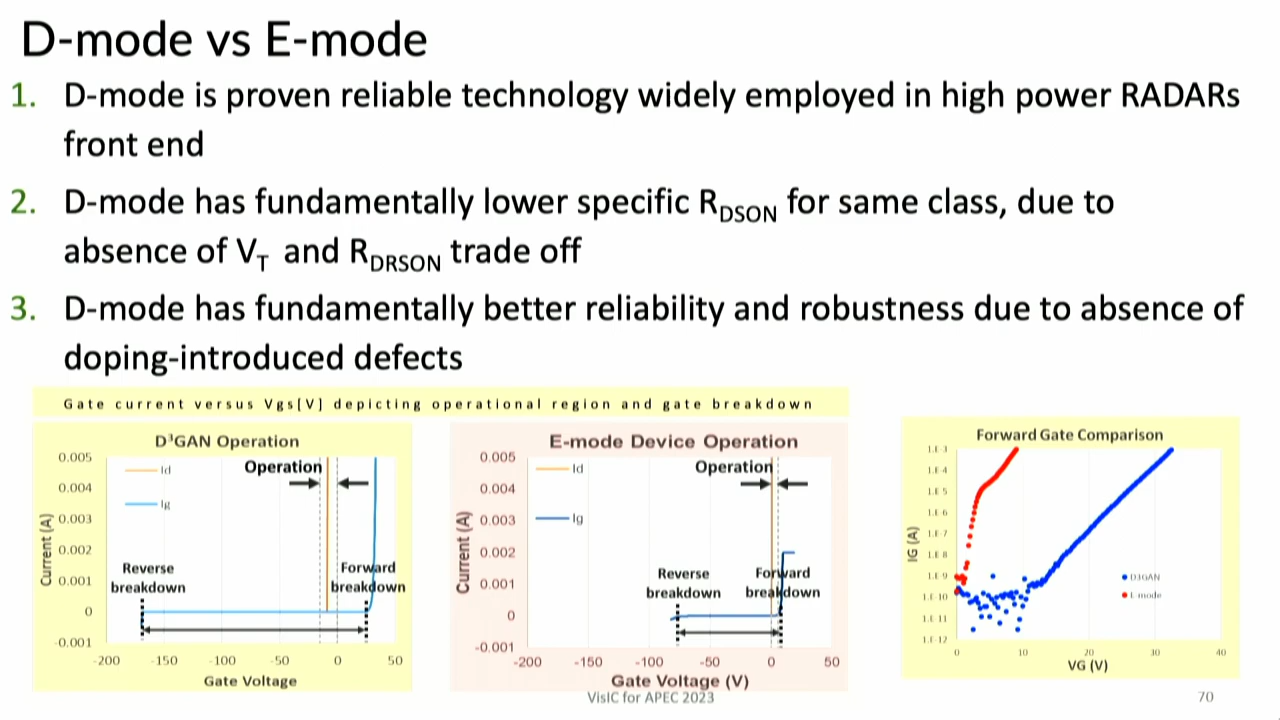 D-mode vs E-mode
1. D-mode is proven reliable technology widely employed in high power RADARs
front end
2. D-mode has fundamentally lower specific RDSON for same class, due to
absence of VT and RDRSON trade off
3. D-mode has fundamentally better reliability and robustness due to absence of
doping-introduced defects
Gate current versus Vgs[V] depicting operational region and gate breakdown
D³GAN Operation
0.005
0.004
0.003
0.002
0.001
0
-0.001
Current (A)
Id
Ig
Operation
Reverse
breakdown
Forward
breakdown
-200 -150 -100 -50 0 50
Gate Voltage
E-mode Device Operation
0.005
0.004
0.003
0.002
0.001
0
-0.001
Current (A)
Id
Ig
Operation
Reverse
breakdown
Forward
breakdown
-200 -150 -100 -50 0 50
Gate Voltage (V)
Forward Gate Comparison
1.E-3
1.E-4
1.E-5
1.E-6
1.E-7
1.E-8
1.E-9
1.E-10
1.E-11
1.E-12
IG (A)
D3GAN
E-mode
0 10 20 30 40
VG (V)
VisIC for APEC 2023
70